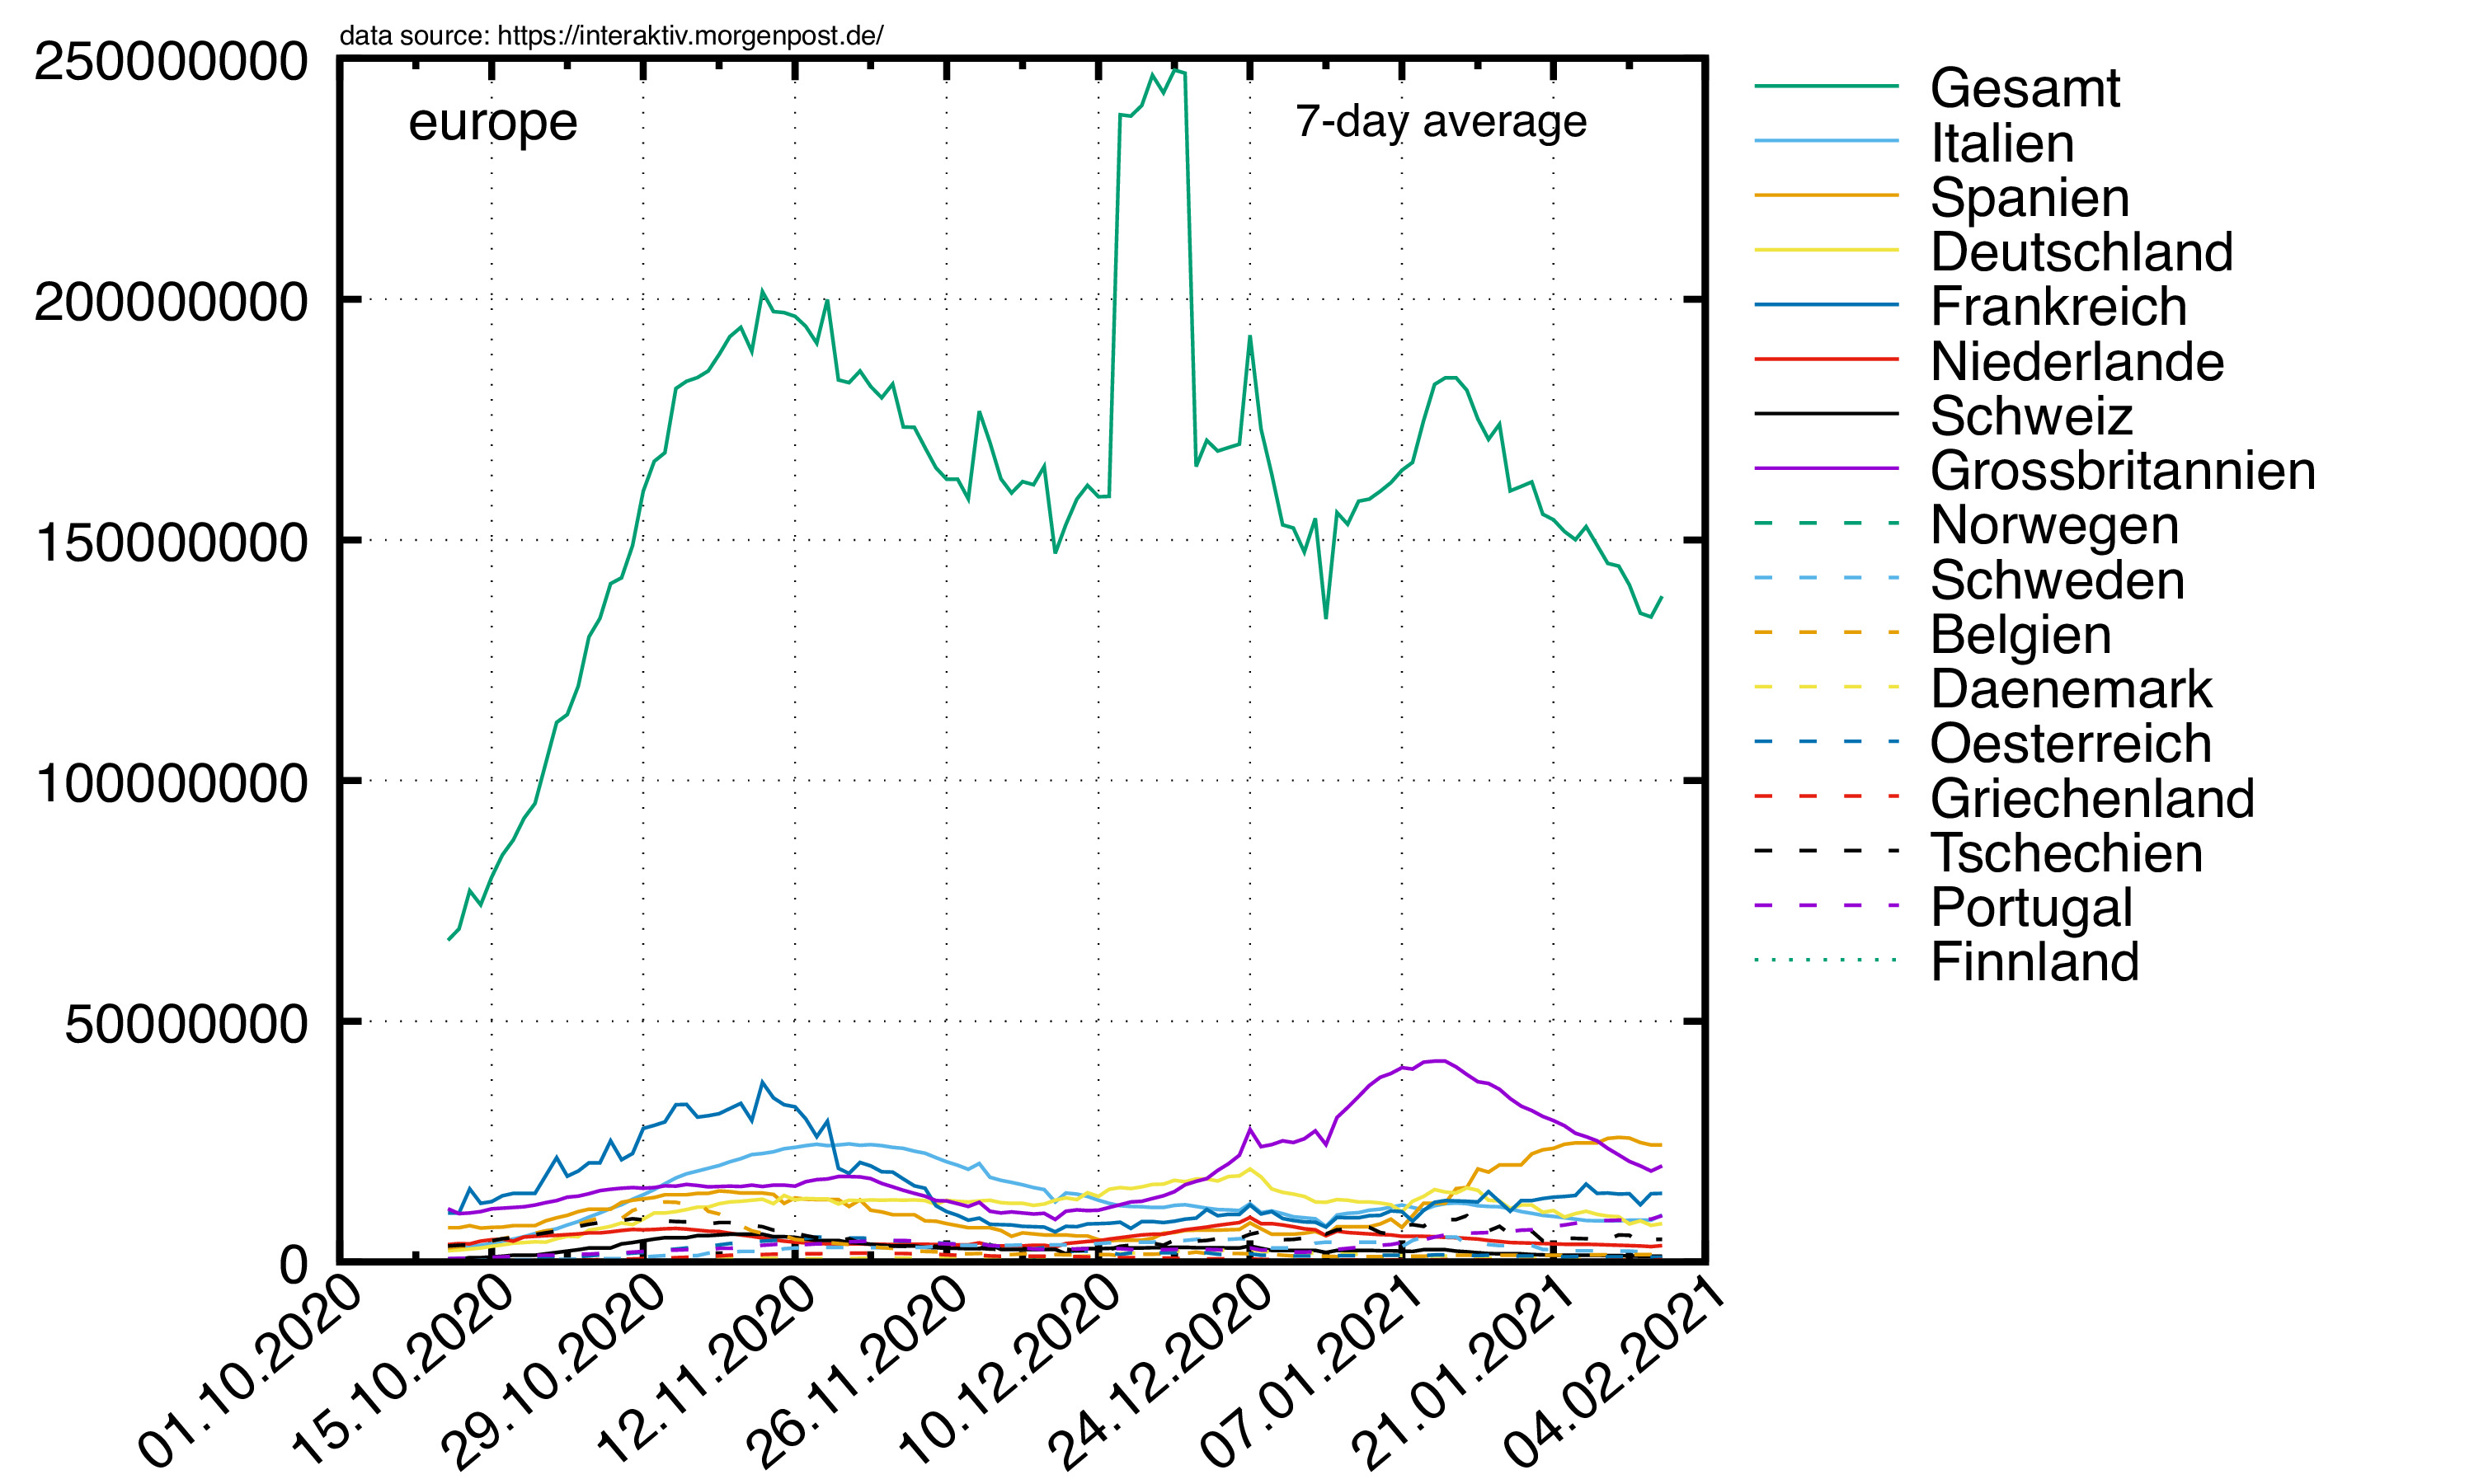 data source: https://interaktiv.morgenpost.de/
250000000
200000000
150000000
100000000
50000000
0
europe
7-day average
01.10.2020
15.10.2020
29.10.2020
12.11.2020
26.11.2020
10.12.2020
24.12.2020
07.01.2021
21.01.2021
04.02.2021
Gesamt
Italien
Spanien
Deutschland
Frankreich
Niederlande
Schweiz
Grossbritannien
Norwegen
Schweden
Belgien
Daenemark
Oesterreich
Griechenland
Tschechien
Portugal
Finnland